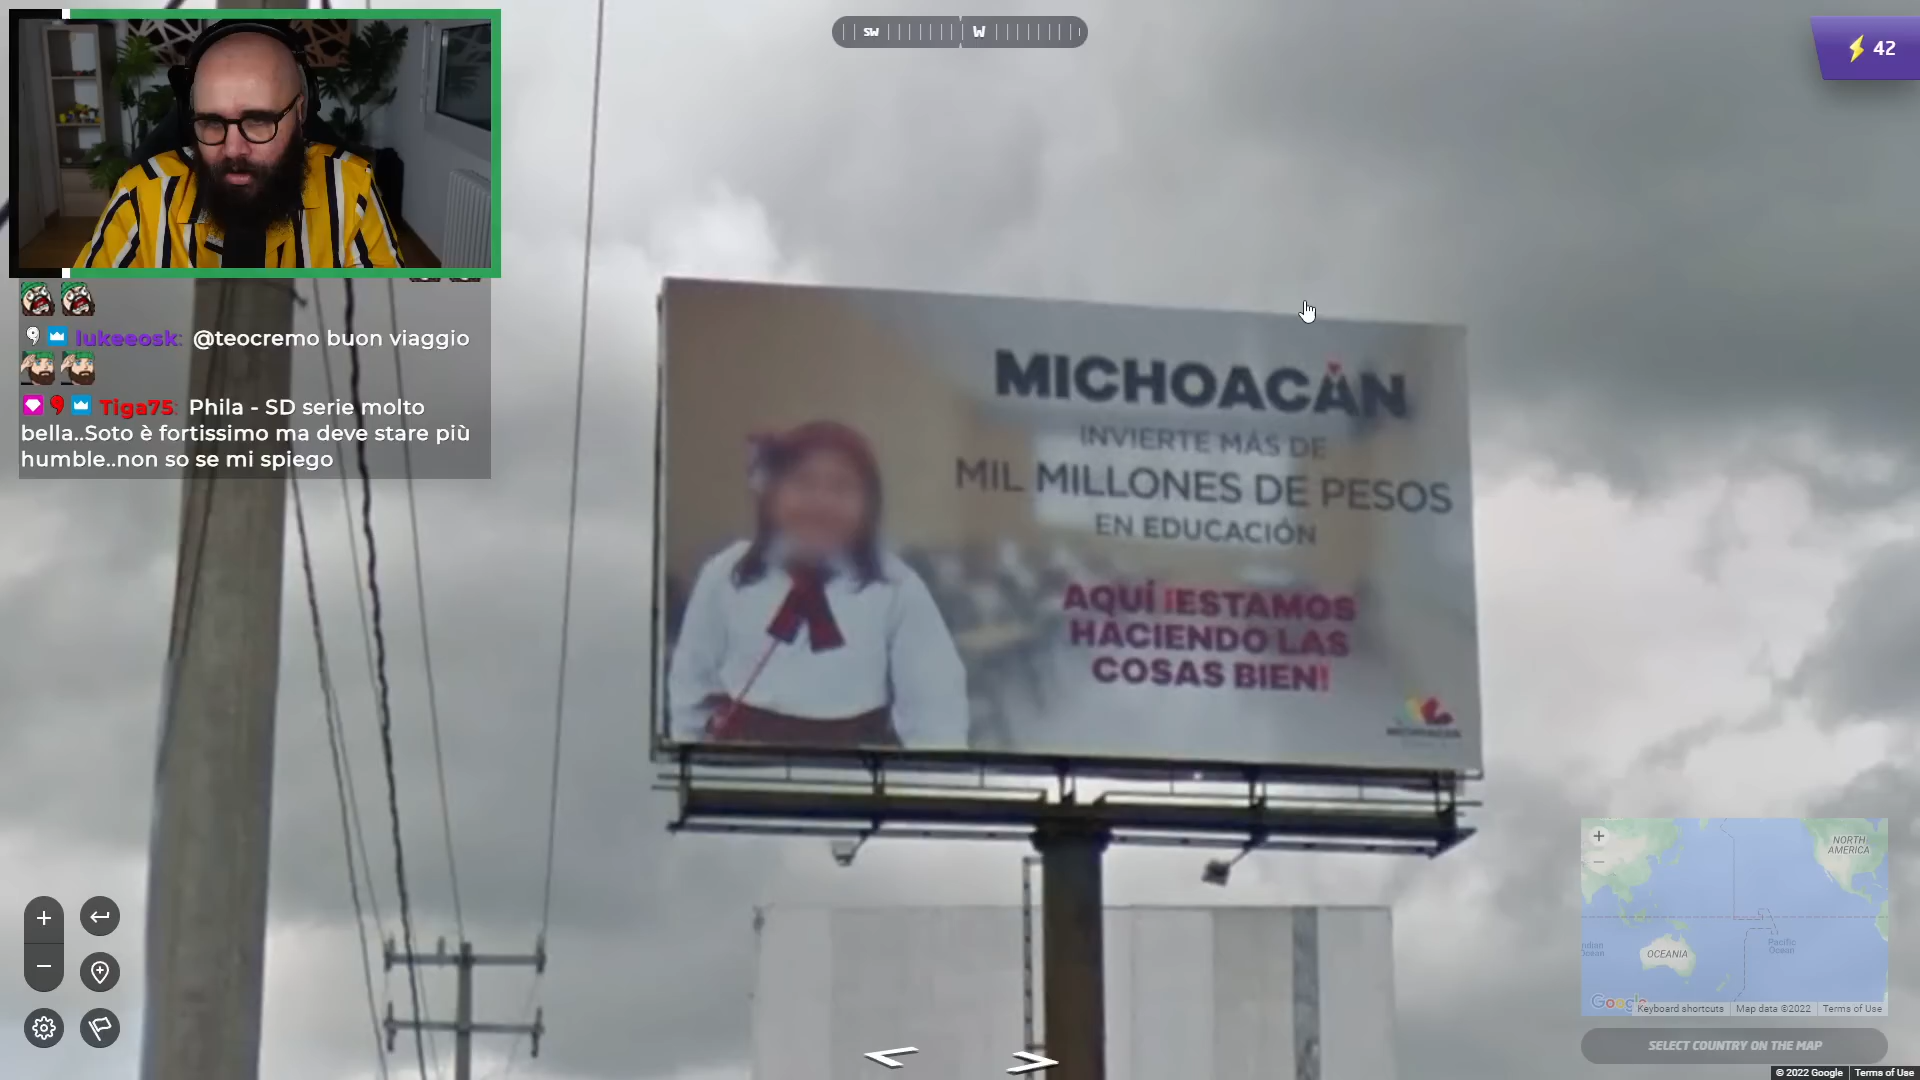 SW
W
42
lukeeosk: @teocremo buon viaggio
Tiga75: Phila - SD serie molto
bella..Soto è fortissimo ma deve stare più
humble..non so se mi spiego
MICHOACÁN
INVIERTE MÁS DE
MIL MILLONES DE PESOS
EN EDUCACIÓN
AQUÍ ¡ESTAMOS
HACIENDO LAS
COSAS BIEN!
MICHOACÁN
NORTH
AMERICA
Pacific
Ocean
OCEANIA
Google
Keyboard shortcuts
Map data ©2022
Terms of Use
SELECT COUNTRY ON THE MAP
© 2022 Google
Terms of Use